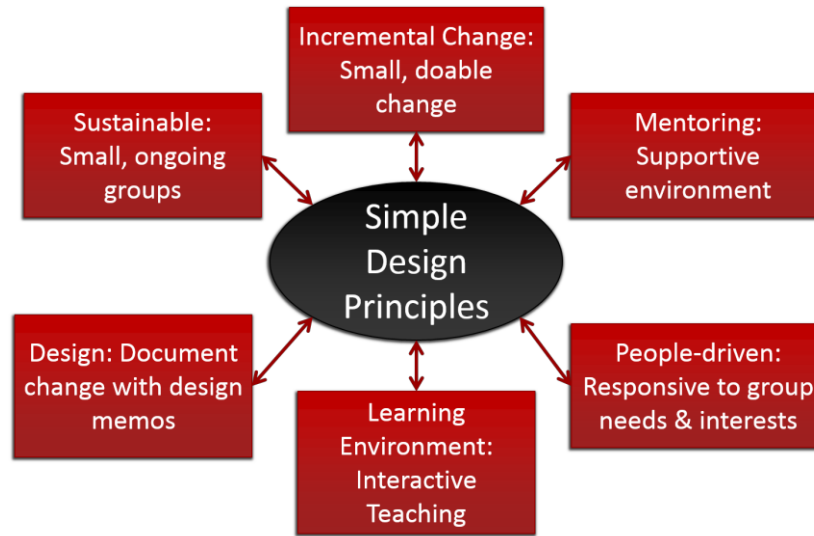 Incremental Change:
Small, doable
change
Sustainable:
Small, ongoing
groups
Mentoring:
Supportive
environment
Simple
Design
Principles
Design: Document
change with design
memos
Learning
Environment:
Interactive
Teaching
People-driven:
Responsive to group
needs & interests